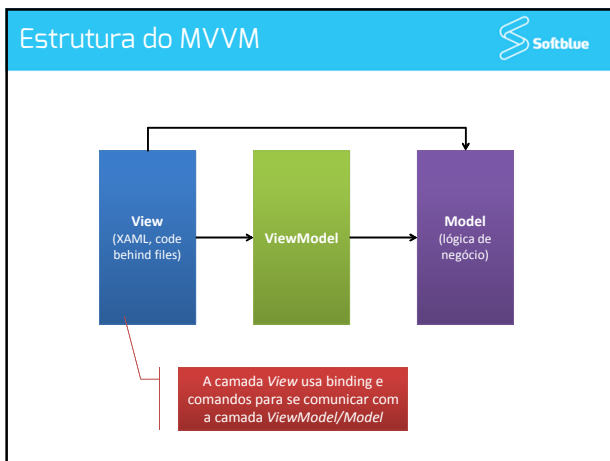 Estrutura do MVVM
Softblue
View
(XAML, code
behind files)
ViewModel
Model
(lógica de
negócio)
A camada View usa binding e
comandos para se comunicar com
a camada ViewModel/Model